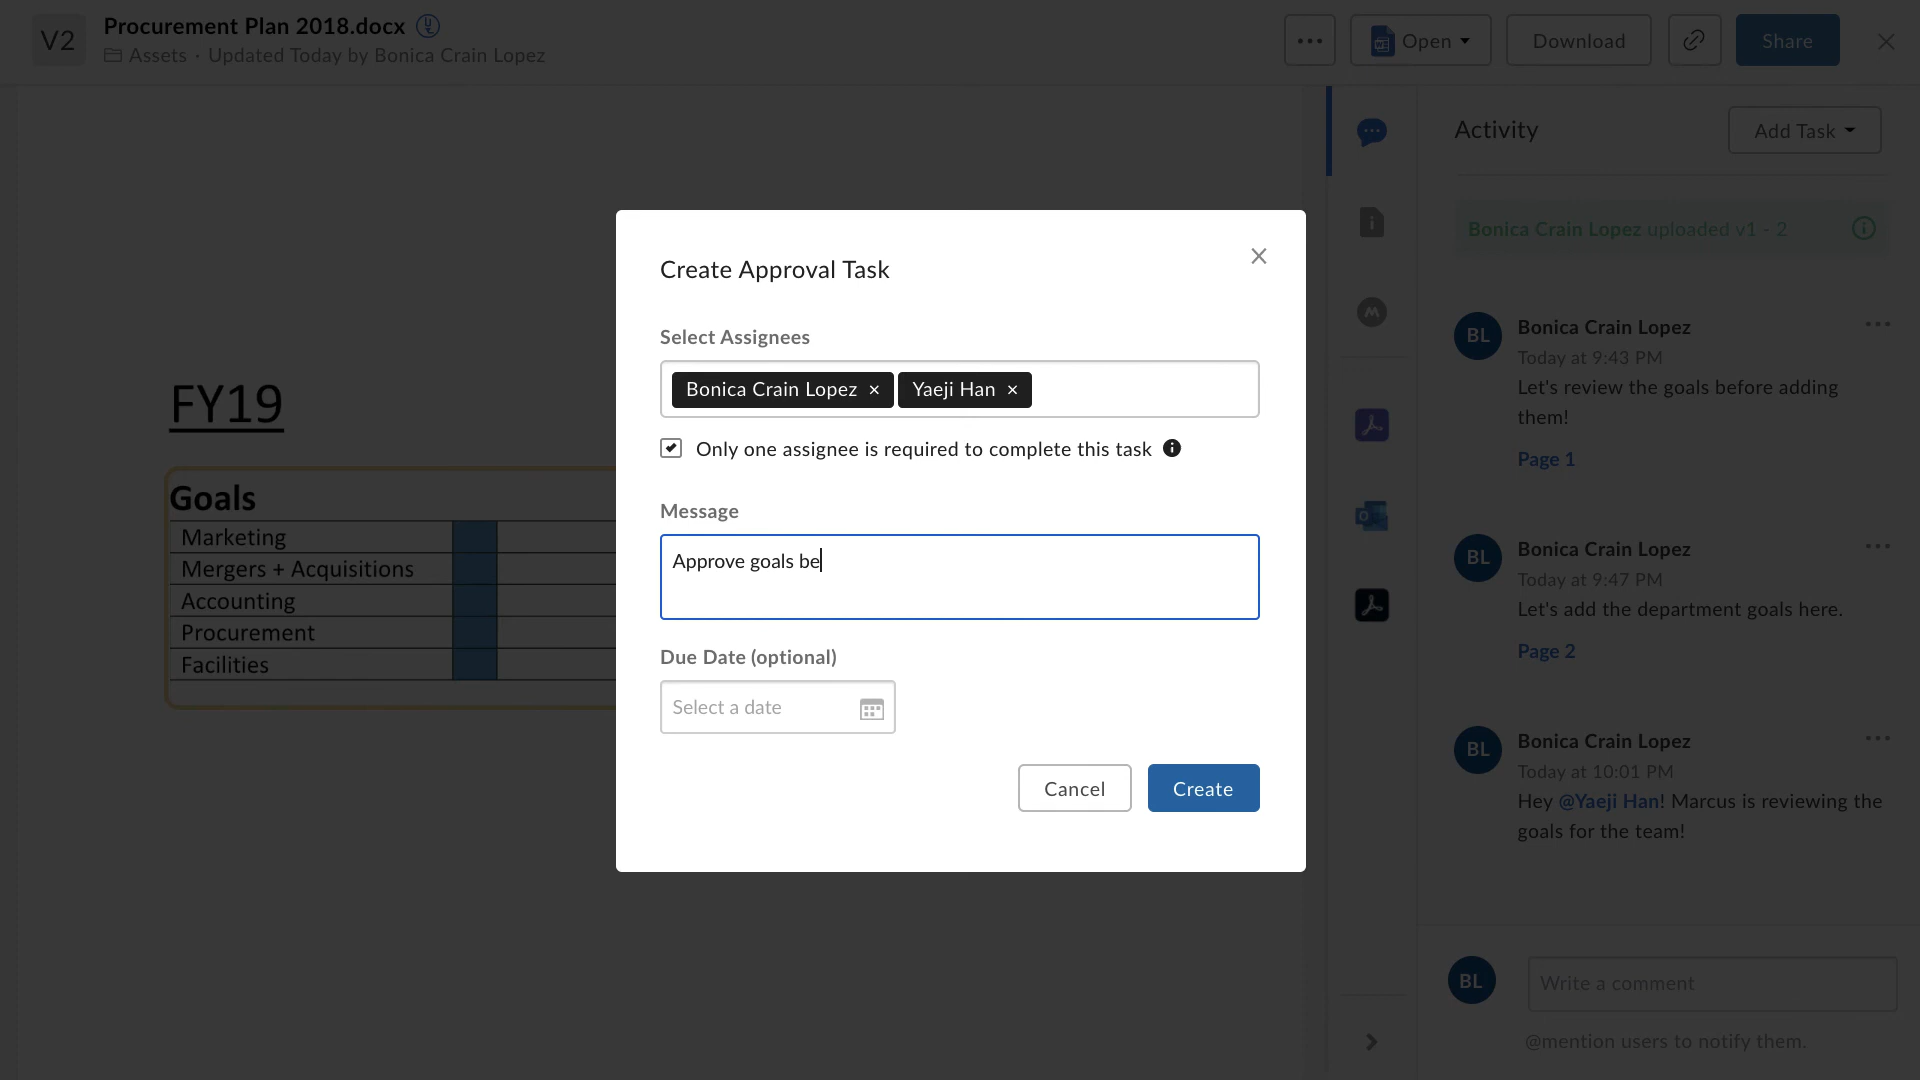 V2
Procurement Plan 2018.docx
Assets · Updated Today by Bonica Crain Lopez
Open
Download
Share
FY19
Goals
Marketing
Mergers + Acquisitions
Accounting
Procurement
Facilities
Create Approval Task
Select Assignees
Bonica Crain Lopez × Yaeji Han ×
Only one assignee is required to complete this task
Message
Approve goals be
Due Date (optional)
Select a date
Cancel
Create
Activity
Add Task
Bonica Crain Lopez uploaded v1 - 2
BL
Bonica Crain Lopez
Today at 9:43 PM
Let's review the goals before adding
them!
Page 1
BL
Bonica Crain Lopez
Today at 9:47 PM
Let's add the department goals here.
Page 2
BL
Bonica Crain Lopez
Today at 10:01 PM
Hey @Yaeji Han! Marcus is reviewing the
goals for the team!
BL
Write a comment
@mention users to notify them.